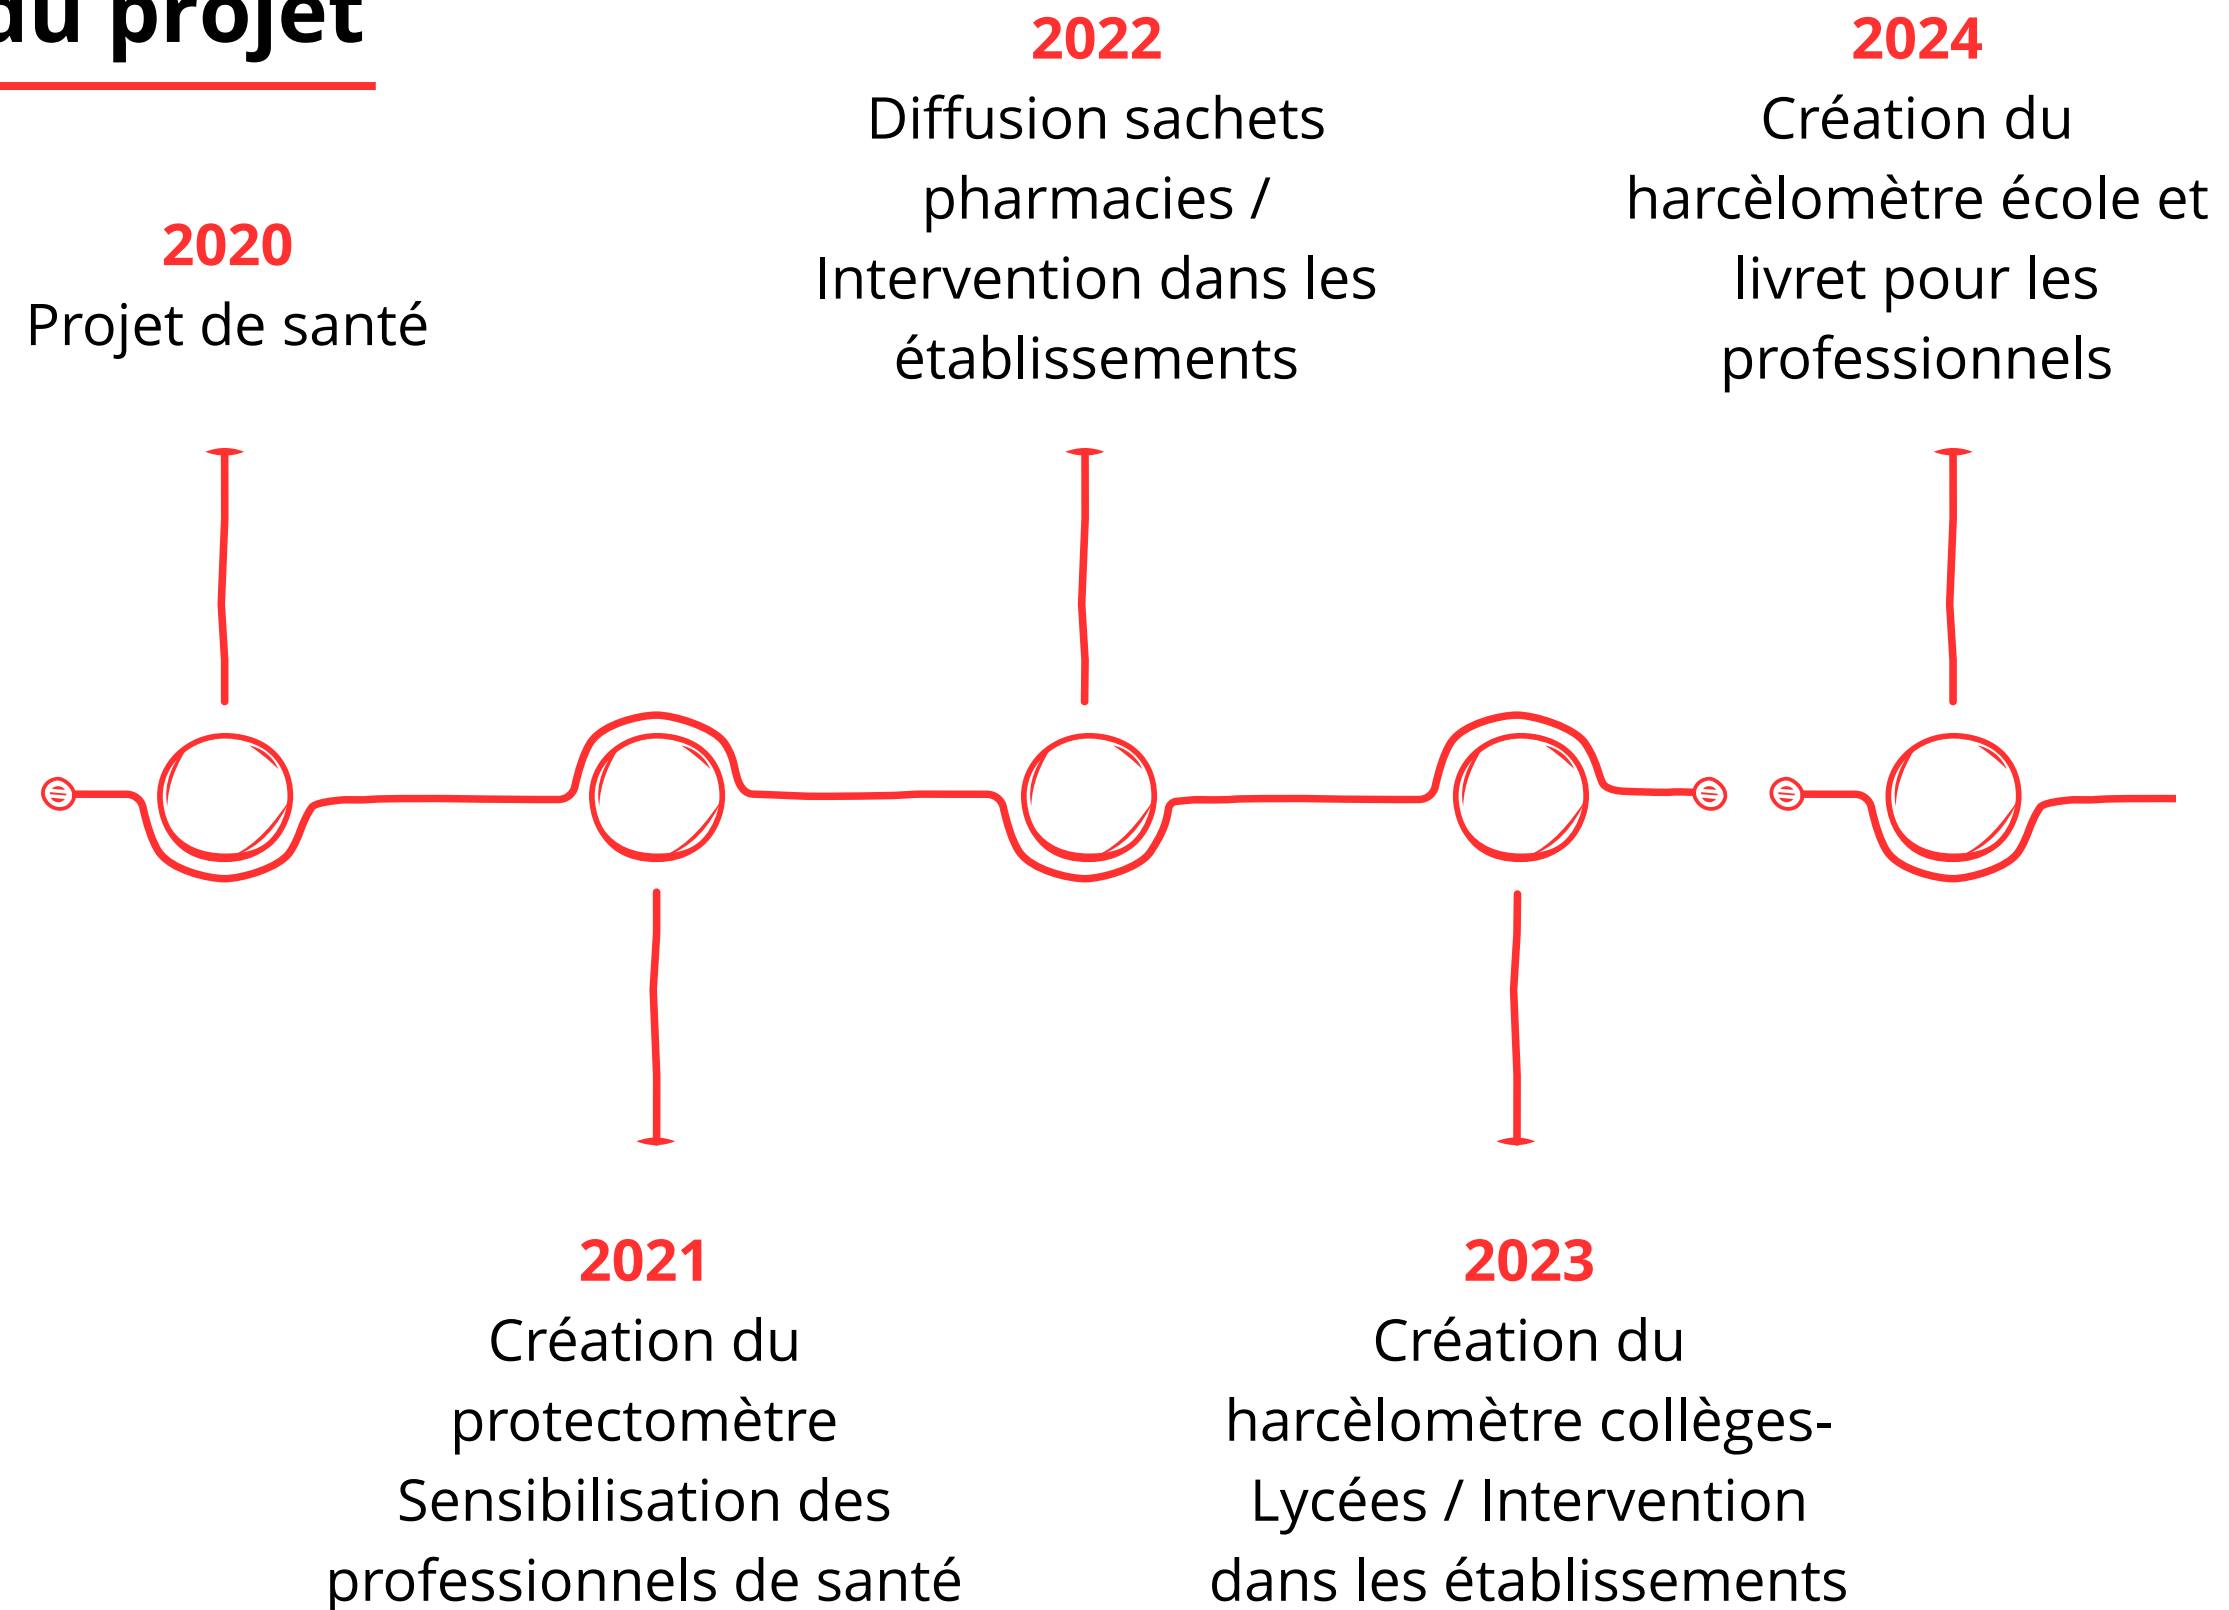 du projet
2020
Projet de santé
2022
Diffusion sachets
pharmacies /
Intervention dans les
établissements
2024
Création du
harcèlomètre école et
livret pour les
professionnels
2021
Création du
protectomètre
Sensibilisation des
professionnels de santé
2023
Création du
harcèlomètre collèges-
Lycées / Intervention
dans les établissements